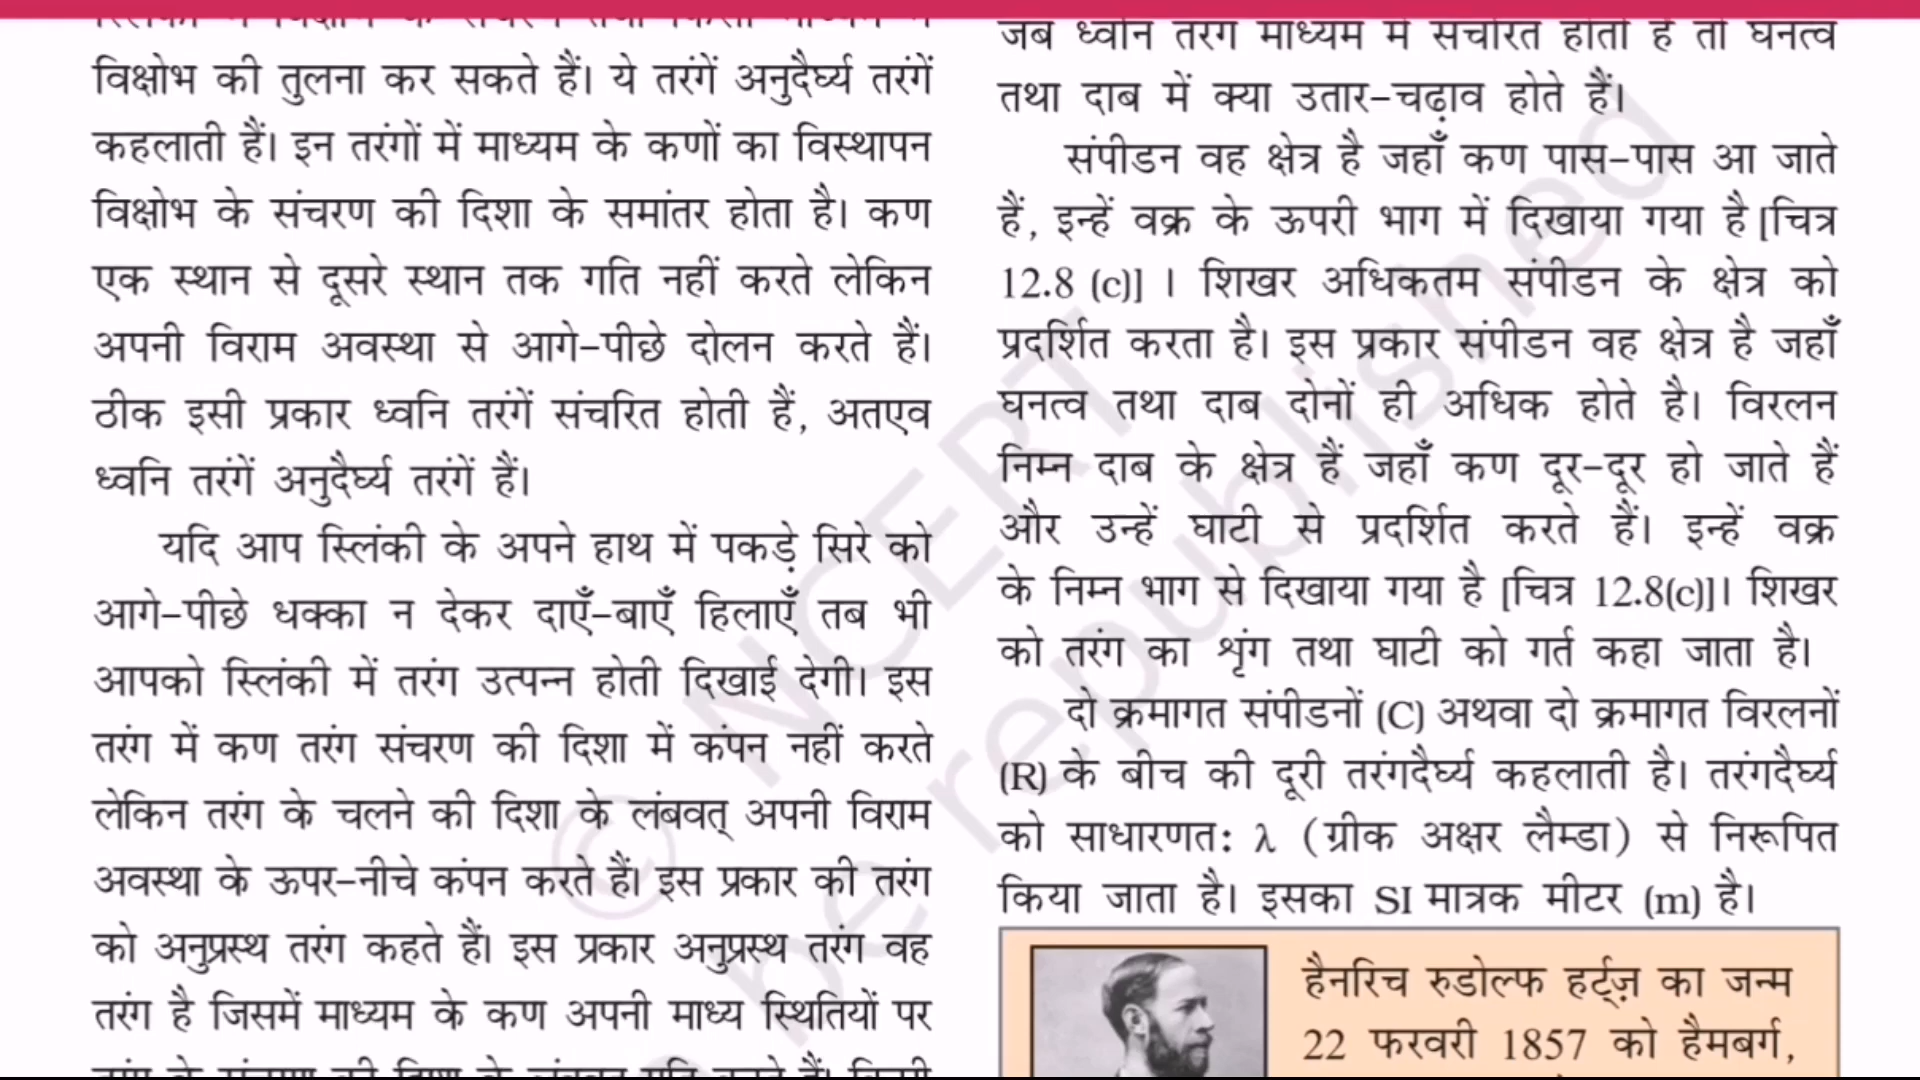 विक्षोभ की तुलना कर सकते हैं। ये तरंगें अनुदैर्घ्य तरंगें
कहलाती हैं। इन तरंगों में माध्यम के कणों का विस्थापन
विक्षोभ के संचरण की दिशा के समांतर होता है। कण
एक स्थान से दूसरे स्थान तक गति नहीं करते लेकिन
अपनी विराम अवस्था से आगे-पीछे दोलन करते हैं।
ठीक इसी प्रकार ध्वनि तरंगें संचरित होती हैं, अतएव
ध्वनि तरंगें अनुदैर्घ्य तरंगें हैं।
यदि आप स्लिंकी के अपने हाथ में पकड़े सिरे को
आगे-पीछे धक्का न देकर दाएँ-बाएँ हिलाएँ तब भी
आपको स्लिंकी में तरंग उत्पन्न होती दिखाई देगी। इस
तरंग में कण तरंग संचरण की दिशा में कंपन नहीं करते
लेकिन तरंग के चलने की दिशा के लंबवत् अपनी विराम
अवस्था के ऊपर-नीचे कंपन करते हैं। इस प्रकार की तरंग
को अनुप्रस्थ तरंग कहते हैं। इस प्रकार अनुप्रस्थ तरंग वह
तरंग है जिसमें माध्यम के कण अपनी माध्य स्थितियों पर
जब ध्वनि तरंग माध्यम में संचरित होती है तो घनत्व
तथा दाब में क्या उतार-चढ़ाव होते हैं।
संपीडन वह क्षेत्र है जहाँ कण पास-पास आ जाते
हैं, इन्हें वक्र के ऊपरी भाग में दिखाया गया है [चित्र
12.8 (c)] । शिखर अधिकतम संपीडन के क्षेत्र को
प्रदर्शित करता है। इस प्रकार संपीडन वह क्षेत्र है जहाँ
घनत्व तथा दाब दोनों ही अधिक होते है। विरलन
निम्न दाब के क्षेत्र हैं जहाँ कण दूर-दूर हो जाते हैं
और उन्हें घाटी से प्रदर्शित करते हैं। इन्हें वक्र
के निम्न भाग से दिखाया गया है [चित्र 12.8(c)]। शिखर
को तरंग का शृंग तथा घाटी को गर्त कहा जाता है।
दो क्रमागत संपीडनों (C) अथवा दो क्रमागत विरलनों
(R) के बीच की दूरी तरंगदैर्घ्य कहलाती है। तरंगदैर्घ्य
को साधारणत: λ (ग्रीक अक्षर लैम्डा) से निरूपित
किया जाता है। इसका SI मात्रक मीटर (m) है।
हैनरिच रुडोल्फ हर्ट्ज़ का जन्म
22 फरवरी 1857 को हैमबर्ग,
© NCERT
be republished